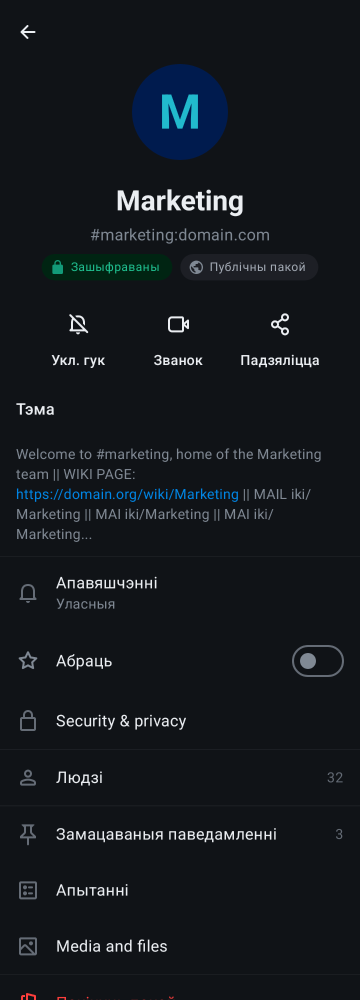 M
Marketing
#marketing:domain.com
Зашыфраваны
Публічны пакой
Укл. гук
Званок
Падзяліцца
Тэма
Welcome to #marketing, home of the Marketing
team || WIKI PAGE:
https://domain.org/wiki/Marketing || MAIL iki/
Marketing || MAI iki/Marketing || MAI iki/
Marketing...
Апавяшчэнні
Уласныя
Абраць
Security & privacy
Людзі 32
Замацаваныя паведамленні 3
Апытанні
Media and files